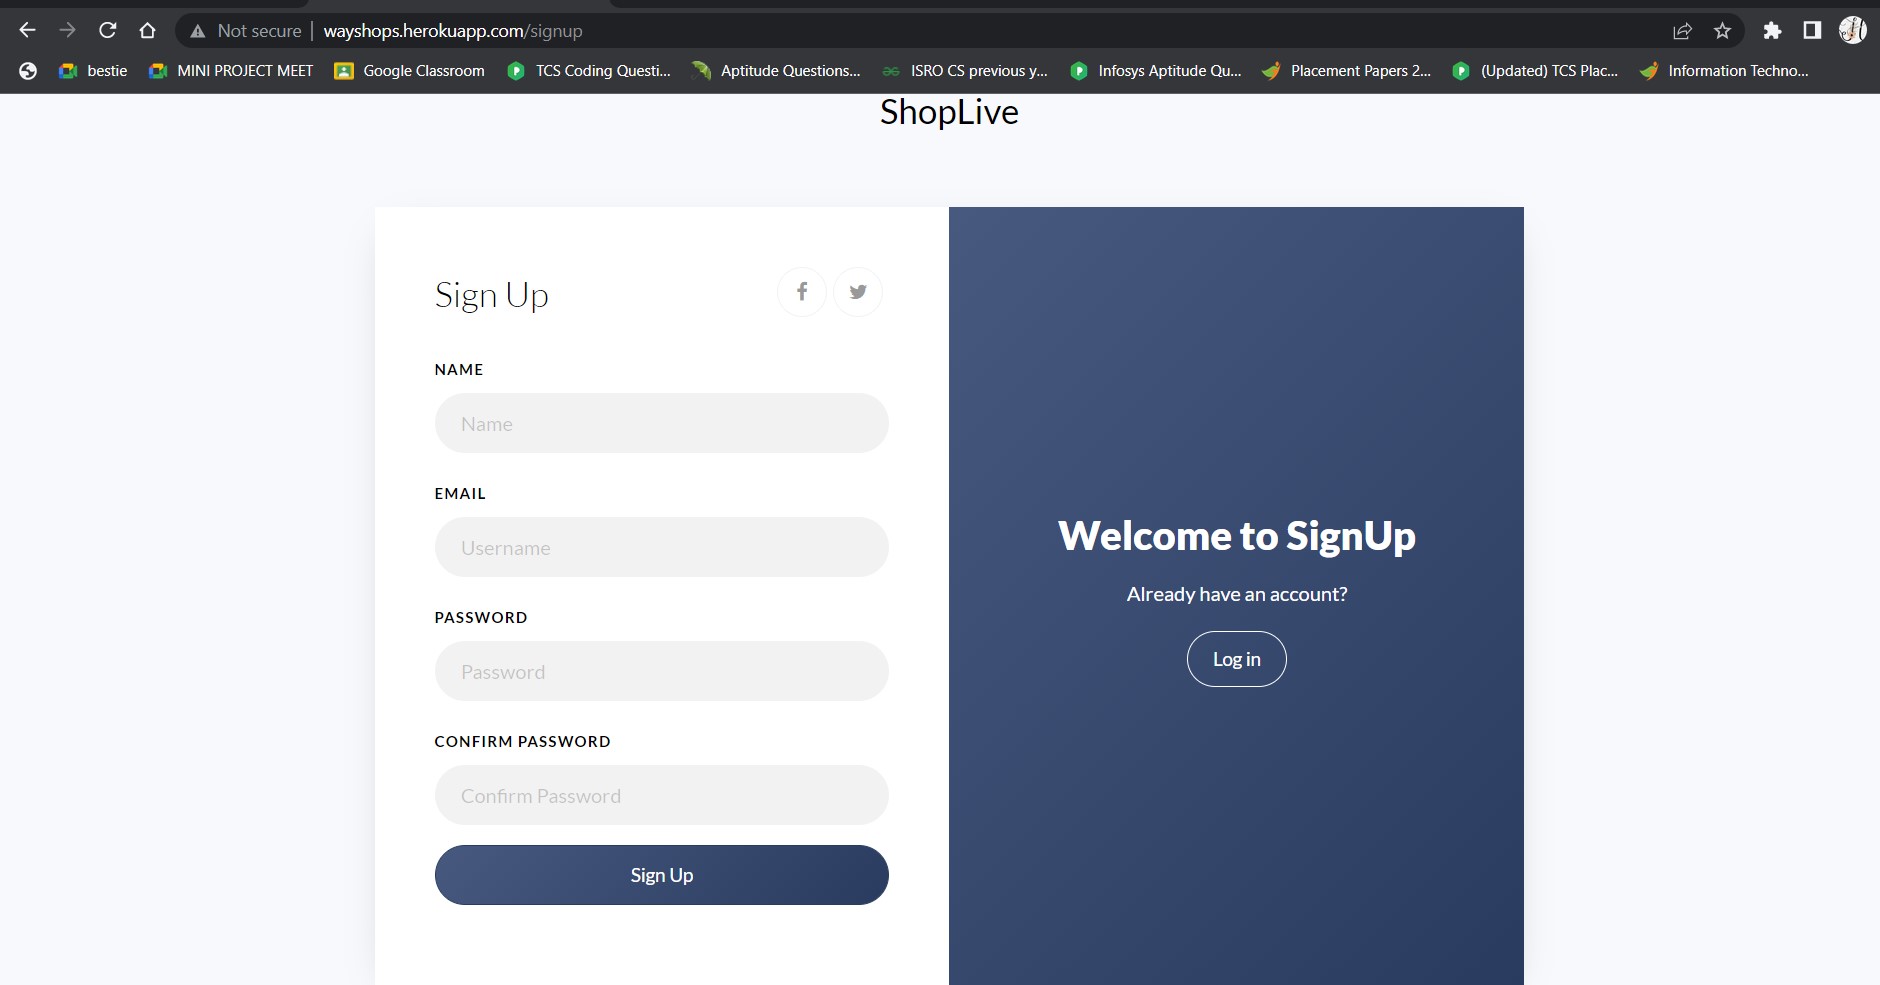 Not secure | wayshops.herokuapp.com/signup
bestie MINI PROJECT MEET Google Classroom TCS Coding Questi... Aptitude Questions... ISRO CS previous y... Infosys Aptitude Qu... Placement Papers 2... (Updated) TCS Plac... Information Techno...
ShopLive
Sign Up
NAME
Name
EMAIL
Username
PASSWORD
Password
CONFIRM PASSWORD
Confirm Password
Sign Up
Welcome to SignUp
Already have an account?
Log in